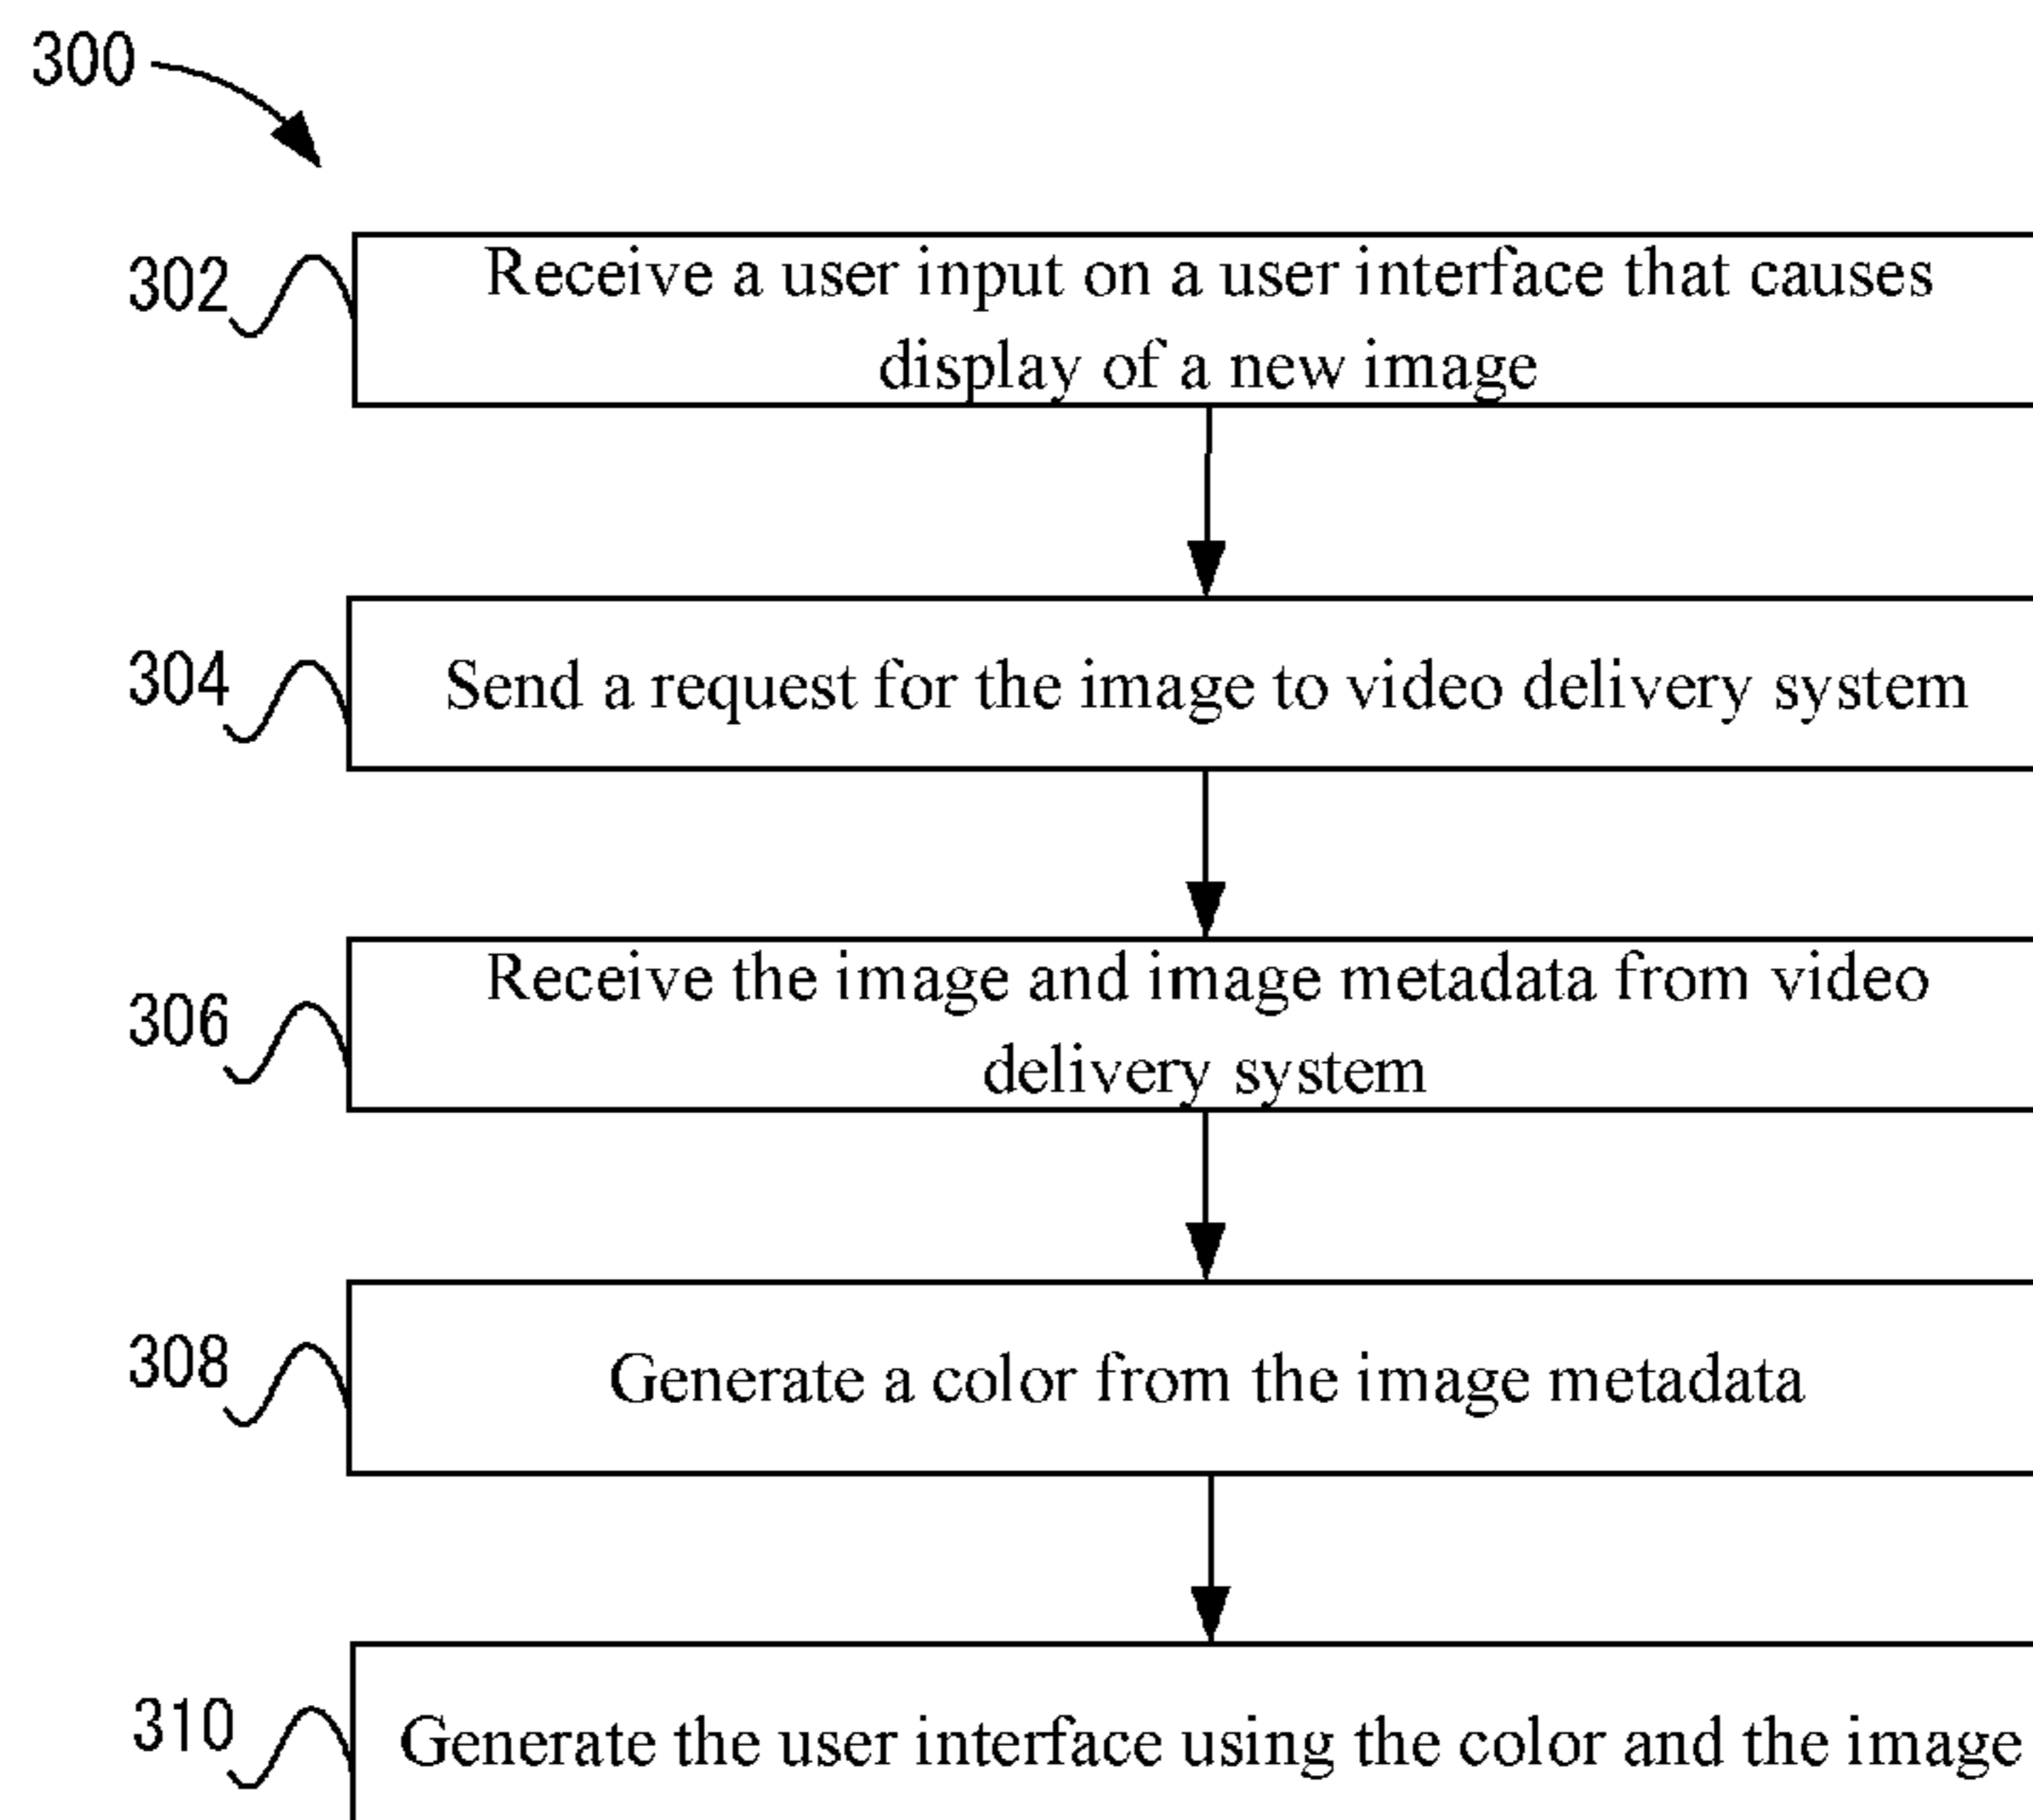 300
302
Receive a user input on a user interface that causes
display of a new image
304
Send a request for the image to video delivery system
306
Receive the image and image metadata from video
delivery system
308
Generate a color from the image metadata
310
Generate the user interface using the color and the image